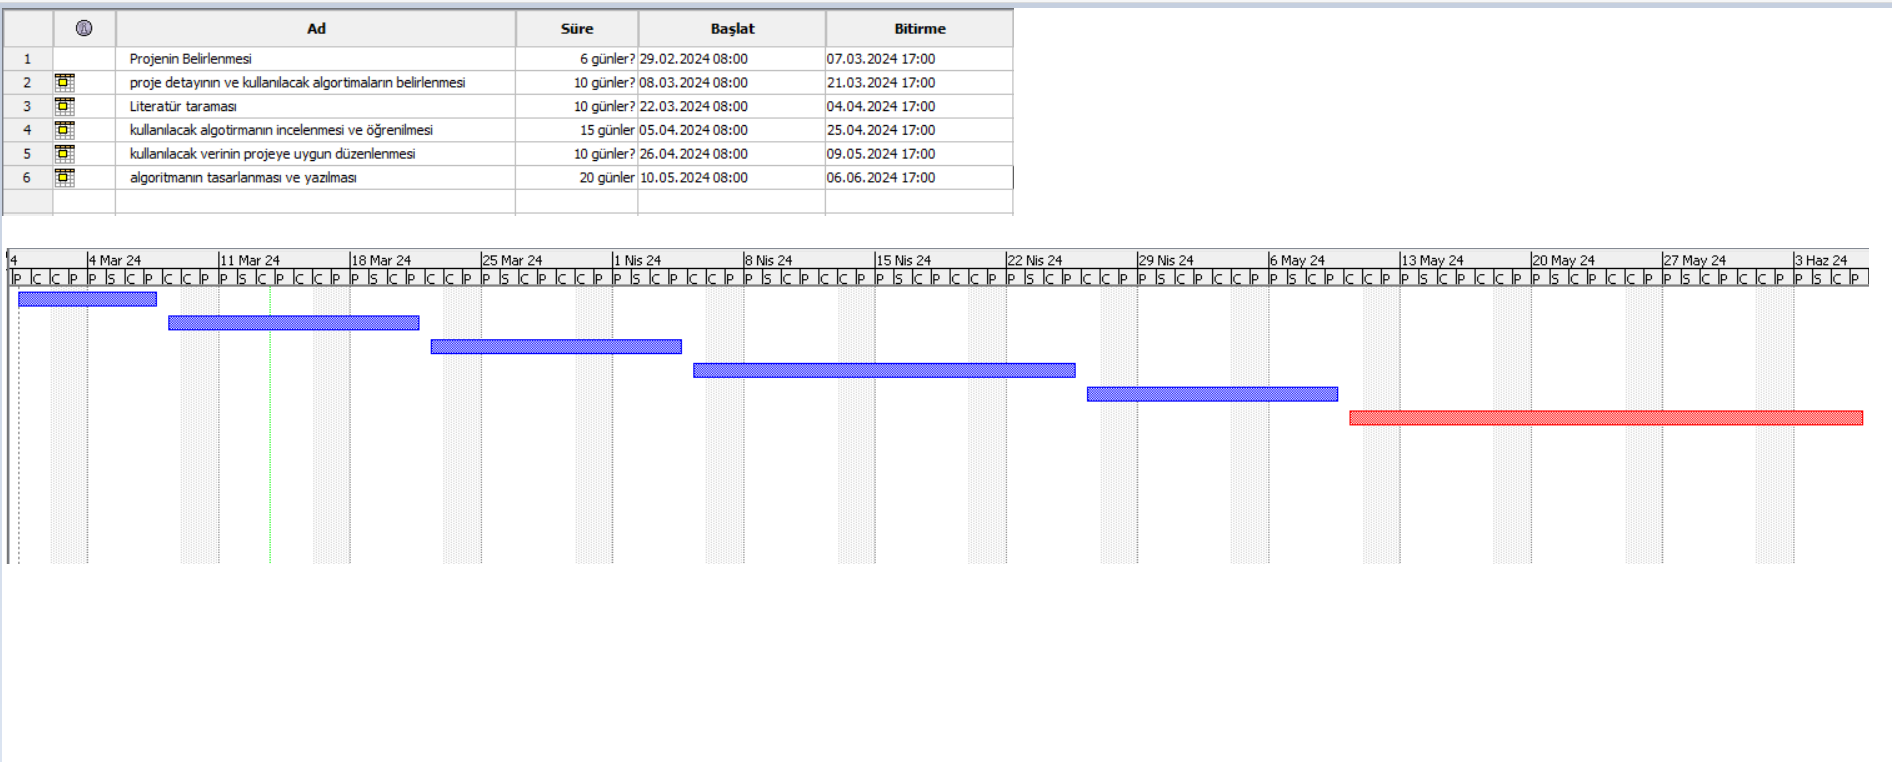 Ad Süre Başlat Bitirme
1 Projenin Belirlenmesi 6 günler? 29.02.2024 08:00 07.03.2024 17:00
2 proje detayının ve kullanılacak algortimaların belirlenmesi 10 günler? 08.03.2024 08:00 21.03.2024 17:00
3 Literatür taraması 10 günler? 22.03.2024 08:00 04.04.2024 17:00
4 kullanılacak algotirmanın incelenmesi ve öğrenilmesi 15 günler 05.04.2024 08:00 25.04.2024 17:00
5 kullanılacak verinin projeye uygun düzenlenmesi 10 günler? 26.04.2024 08:00 09.05.2024 17:00
6 algoritmanın tasarlanması ve yazılması 20 günler 10.05.2024 08:00 06.06.2024 17:00
4 4 Mar 24 11 Mar 24 18 Mar 24 25 Mar 24 1 Nis 24 8 Nis 24 15 Nis 24 22 Nis 24 29 Nis 24 6 May 24 13 May 24 20 May 24 27 May 24 3 Haz 24
P C C P P S C P C C P P S C P C C P P S C P C C P P S C P C C P P S C P C C P P S C P C C P P S C P C C P P S C P C C P P S C P C C P P S C P C C P P S C P C C P P S C P C C P P S C P C C P P S C P